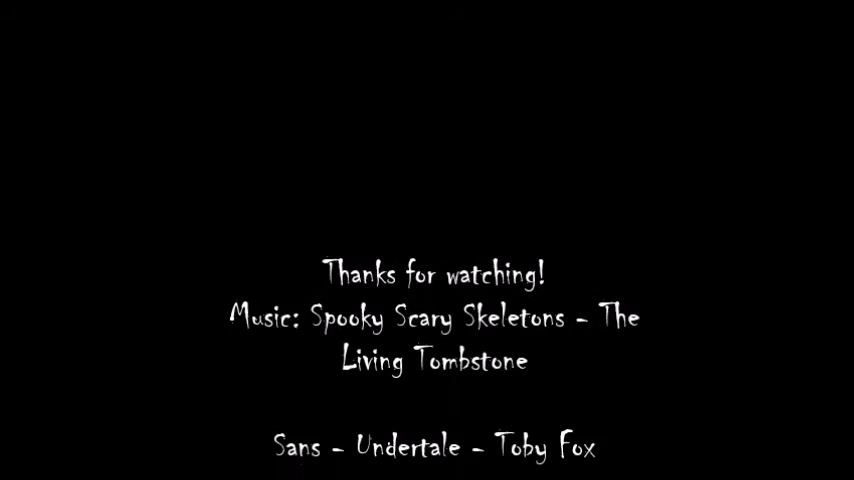 Thanks for watching!
Music: Spooky Scary Skeletons - The
Living Tombstone
Sans - Undertale - Toby Fox